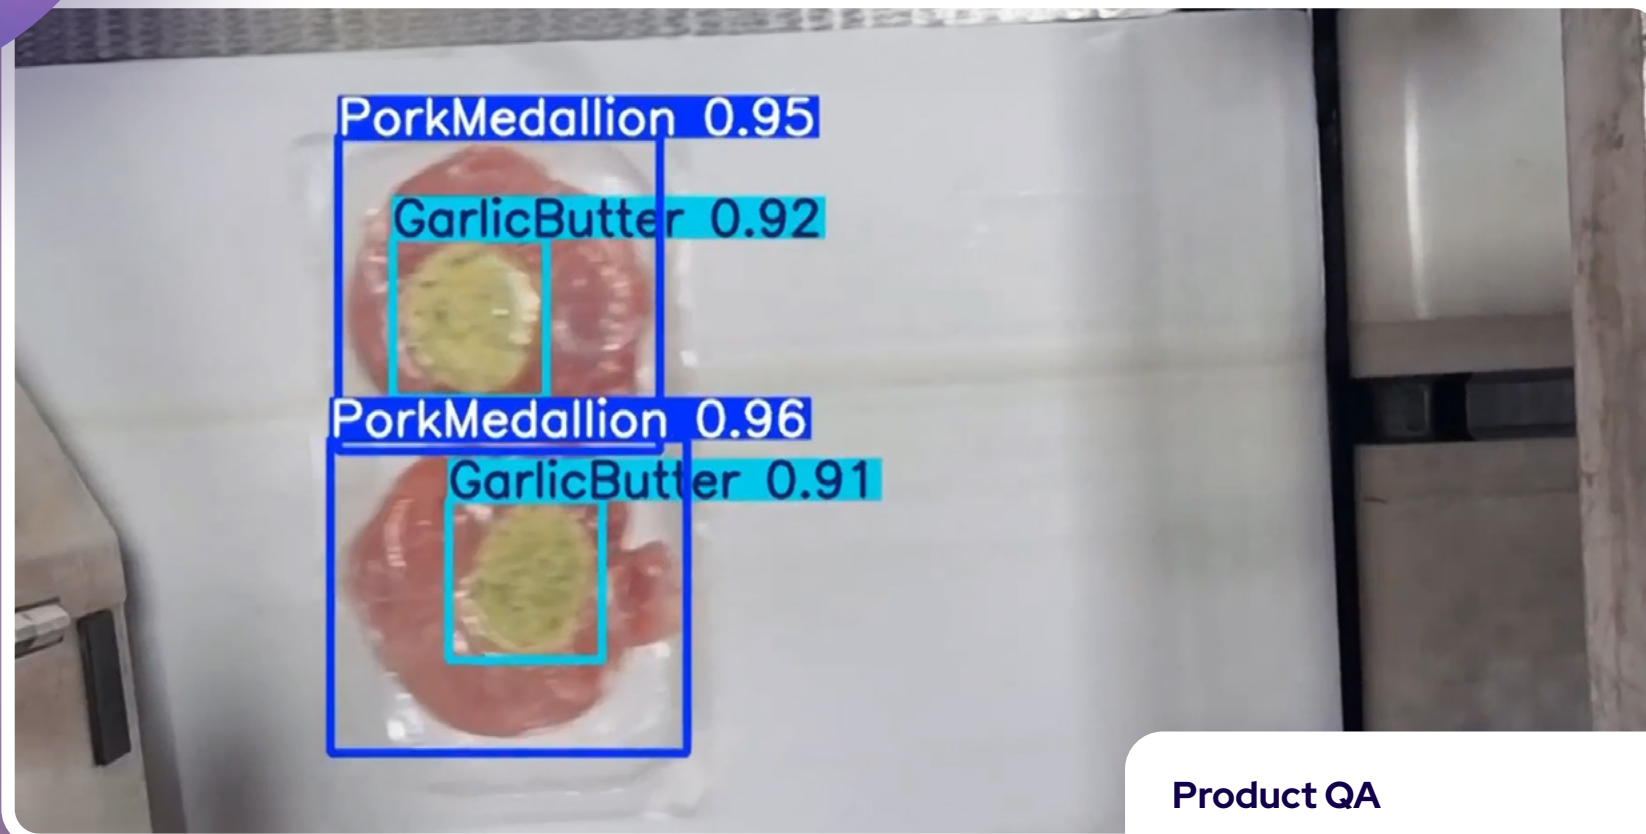 PorkMedallion 0.95
GarlicButter 0.92
PorkMedallion 0.96
GarlicButter 0.91
Product QA